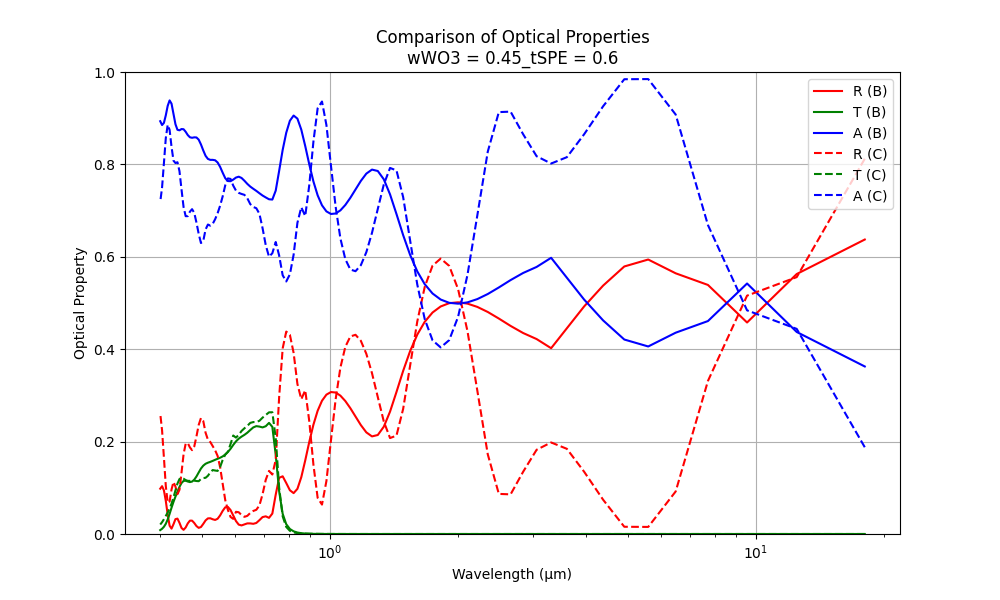 Comparison of Optical Properties
wWO3 = 0.45_tSPE = 0.6
Optical Property
1.0
0.8
0.6
0.4
0.2
0.0
R (B)
T (B)
A (B)
R (C)
T (C)
A (C)
10⁰
10¹
Wavelength (μm)